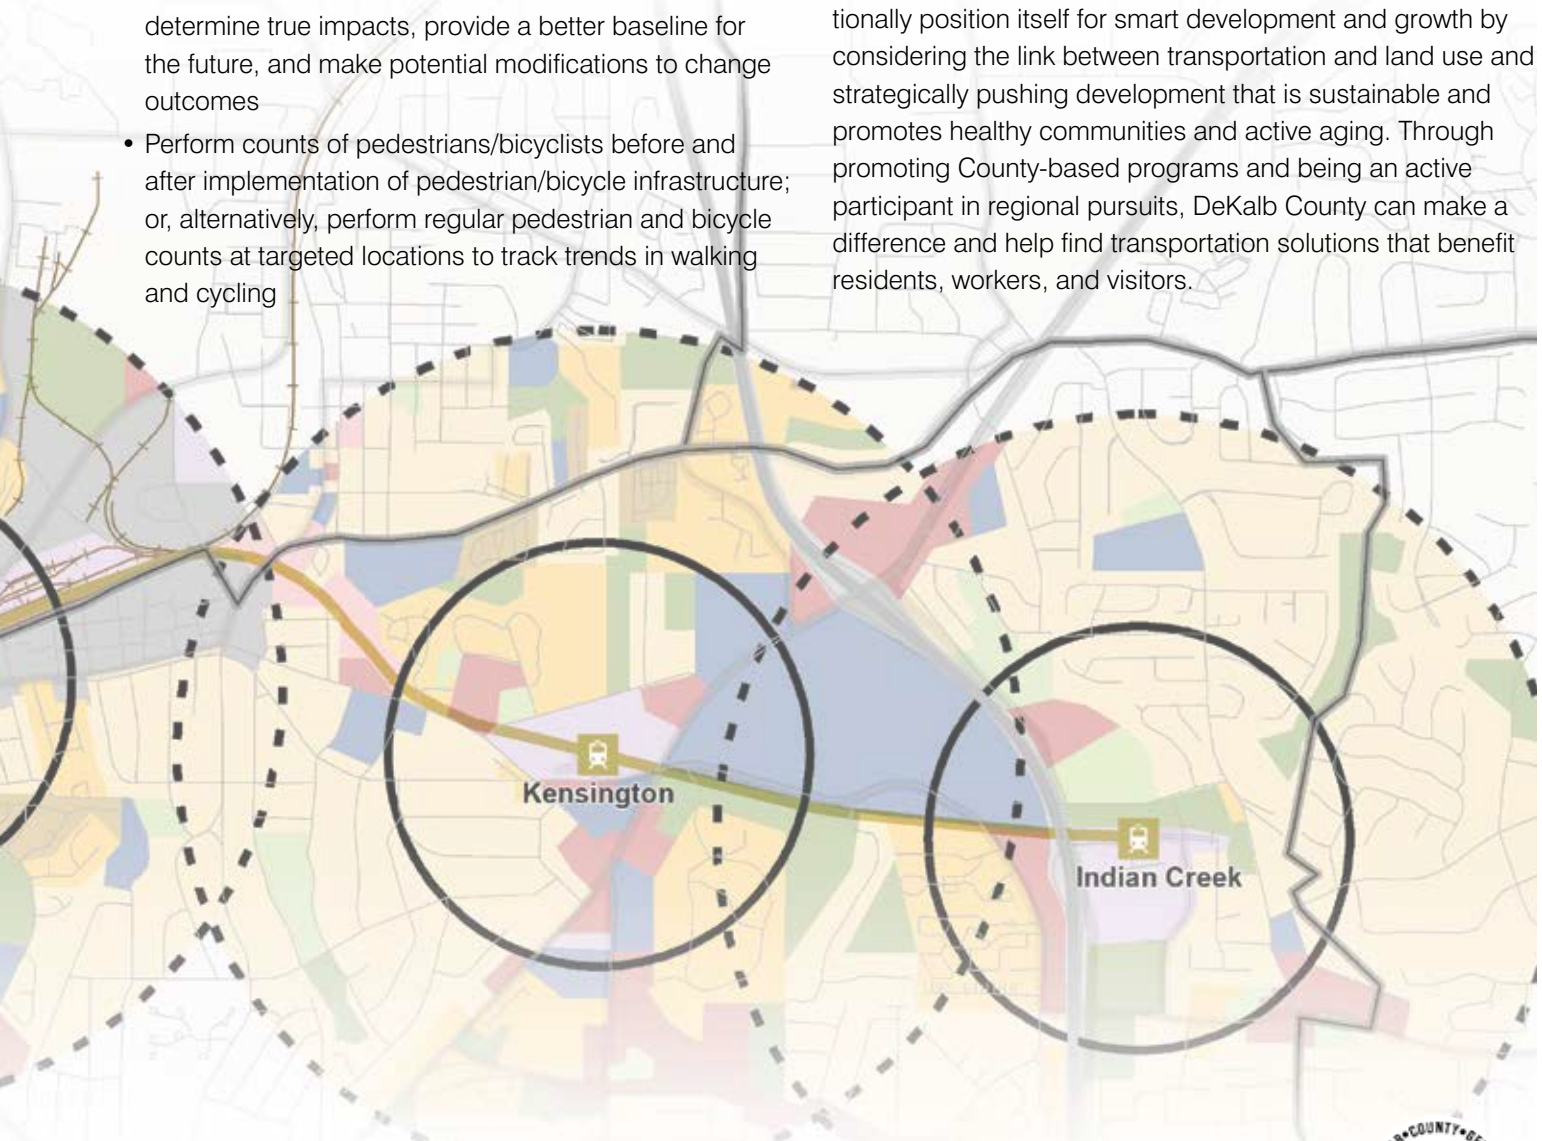 determine true impacts, provide a better baseline for
the future, and make potential modifications to change
outcomes
• Perform counts of pedestrians/bicyclists before and
after implementation of pedestrian/bicycle infrastructure;
or, alternatively, perform regular pedestrian and bicycle
counts at targeted locations to track trends in walking
and cycling
tionally position itself for smart development and growth by
considering the link between transportation and land use and
strategically pushing development that is sustainable and
promotes healthy communities and active aging. Through
promoting County-based programs and being an active
participant in regional pursuits, DeKalb County can make a
difference and help find transportation solutions that benefit
residents, workers, and visitors.
Kensington
Indian Creek
COUNTY